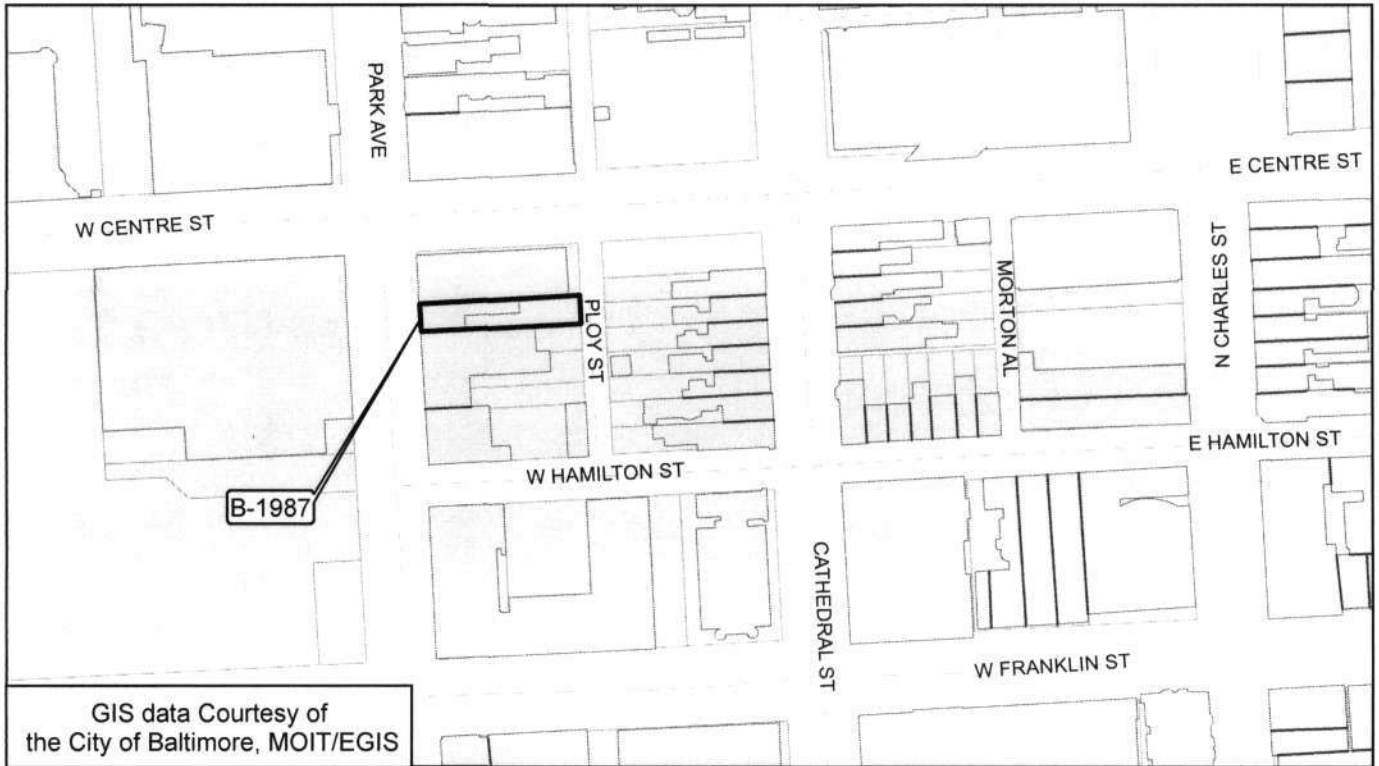 PARK AVE
E CENTRE ST
W CENTRE ST
N CHARLES ST
MORTON AL
PLOY ST
E HAMILTON ST
W HAMILTON ST
B-1987
CATHEDRAL ST
W FRANKLIN ST
GIS data Courtesy of
the City of Baltimore, MOIT/EGIS